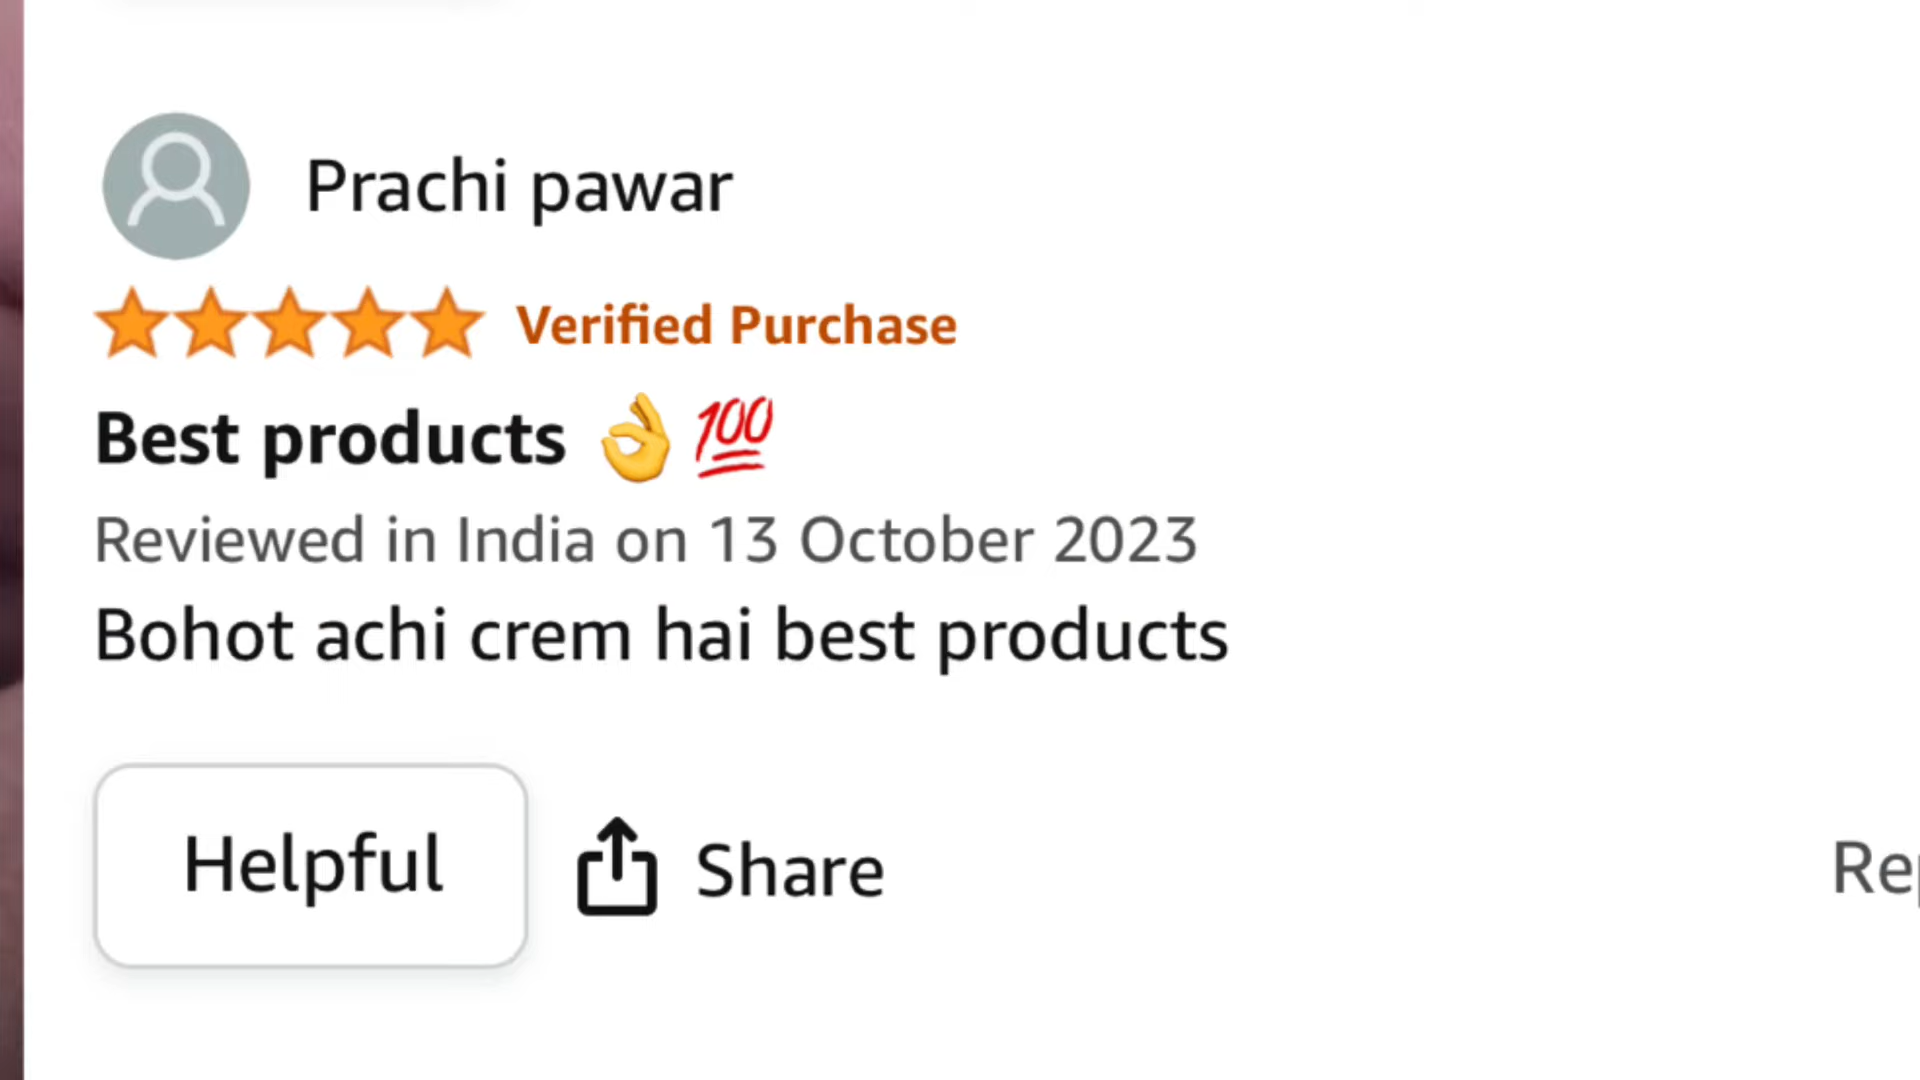 Prachi pawar
Verified Purchase
Best products 👌💯
Reviewed in India on 13 October 2023
Bohot achi crem hai best products
Helpful
Share